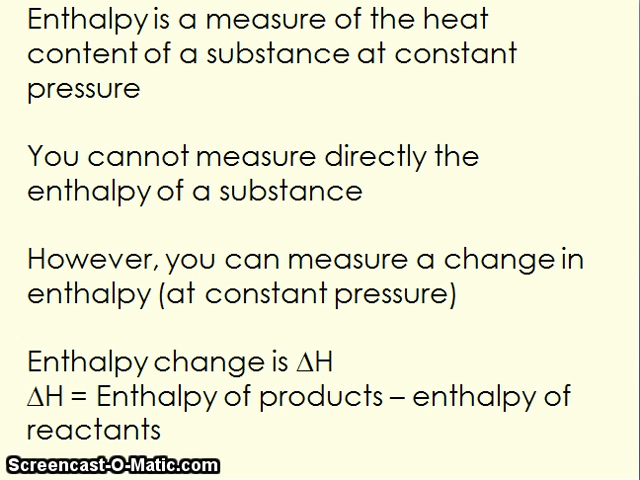 Enthalpy is a measure of the heat
content of a substance at constant
pressure
You cannot measure directly the
enthalpy of a substance
However, you can measure a change in
enthalpy (at constant pressure)
Enthalpy change is ∆H
∆H = Enthalpy of products – enthalpy of
reactants
Screencast-O-Matic.com